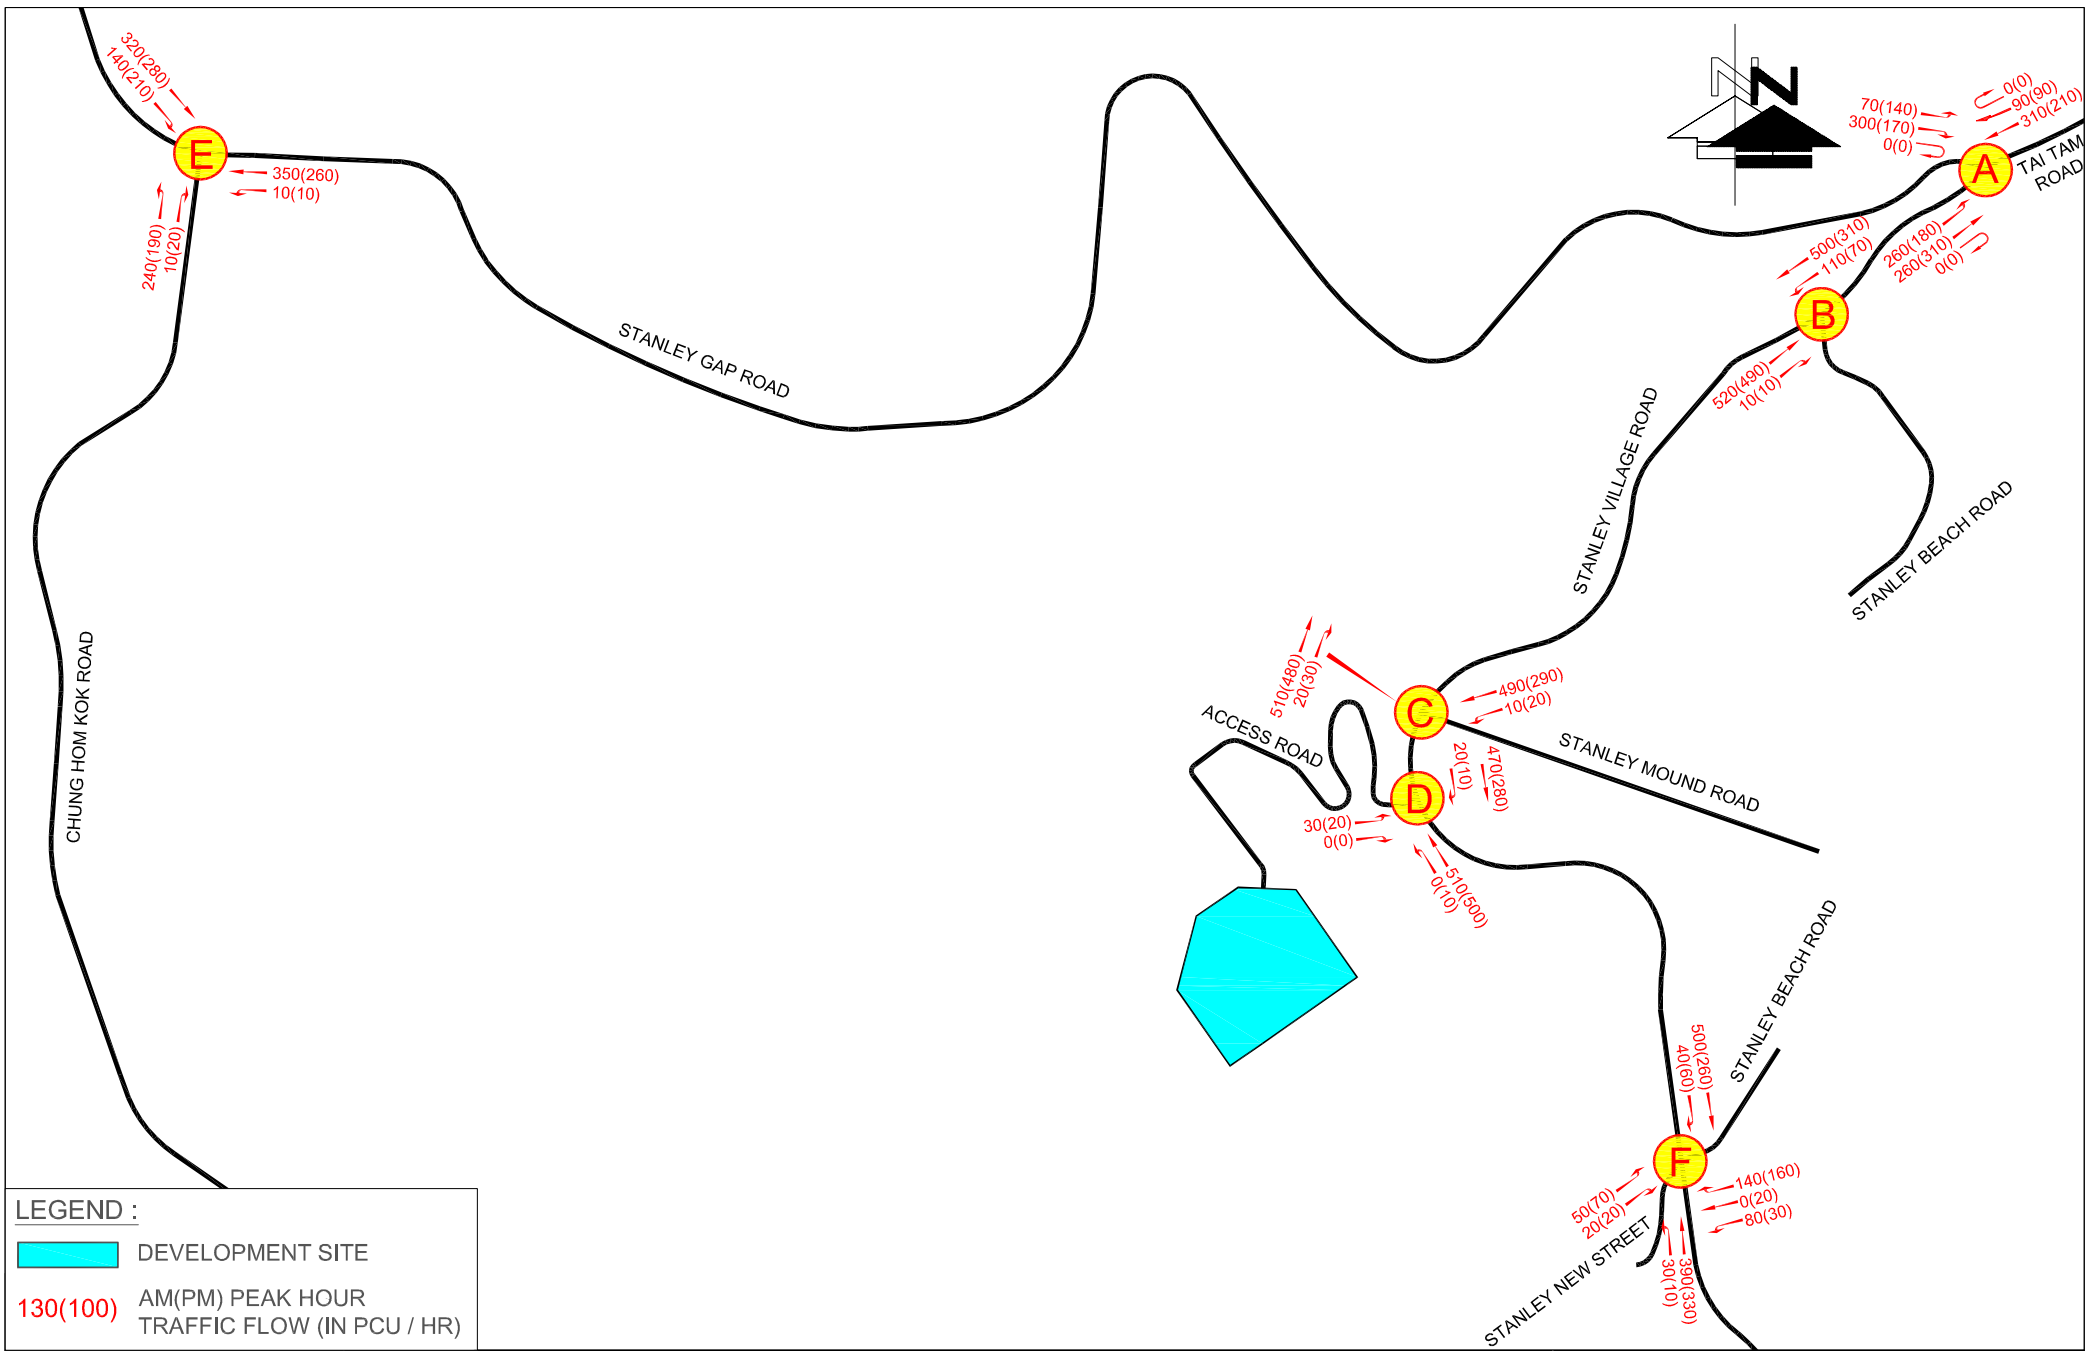 320(280)
140(210)
E
350(260)
10(10)
240(190)
10(20)
N
N
70(140)
300(170)
0(0)
0(0)
90(90)
310(210)
A
TAI TAM
ROAD
260(180)
260(310)
0(0)
500(310)
110(70)
B
520(490)
10(10)
STANLEY GAP ROAD
STANLEY VILLAGE ROAD
STANLEY BEACH ROAD
CHUNG HOM KOK ROAD
510(480)
20(30)
C
490(290)
10(20)
ACCESS ROAD
STANLEY MOUND ROAD
20(10)
470(280)
D
30(20)
0(0)
510(500)
0(10)
STANLEY BEACH ROAD
500(260)
40(60)
F
50(70)
20(20)
140(160)
0(20)
80(30)
STANLEY NEW STREET
30(10)
390(330)
LEGEND :
DEVELOPMENT SITE
130(100) AM(PM) PEAK HOUR
TRAFFIC FLOW (IN PCU / HR)